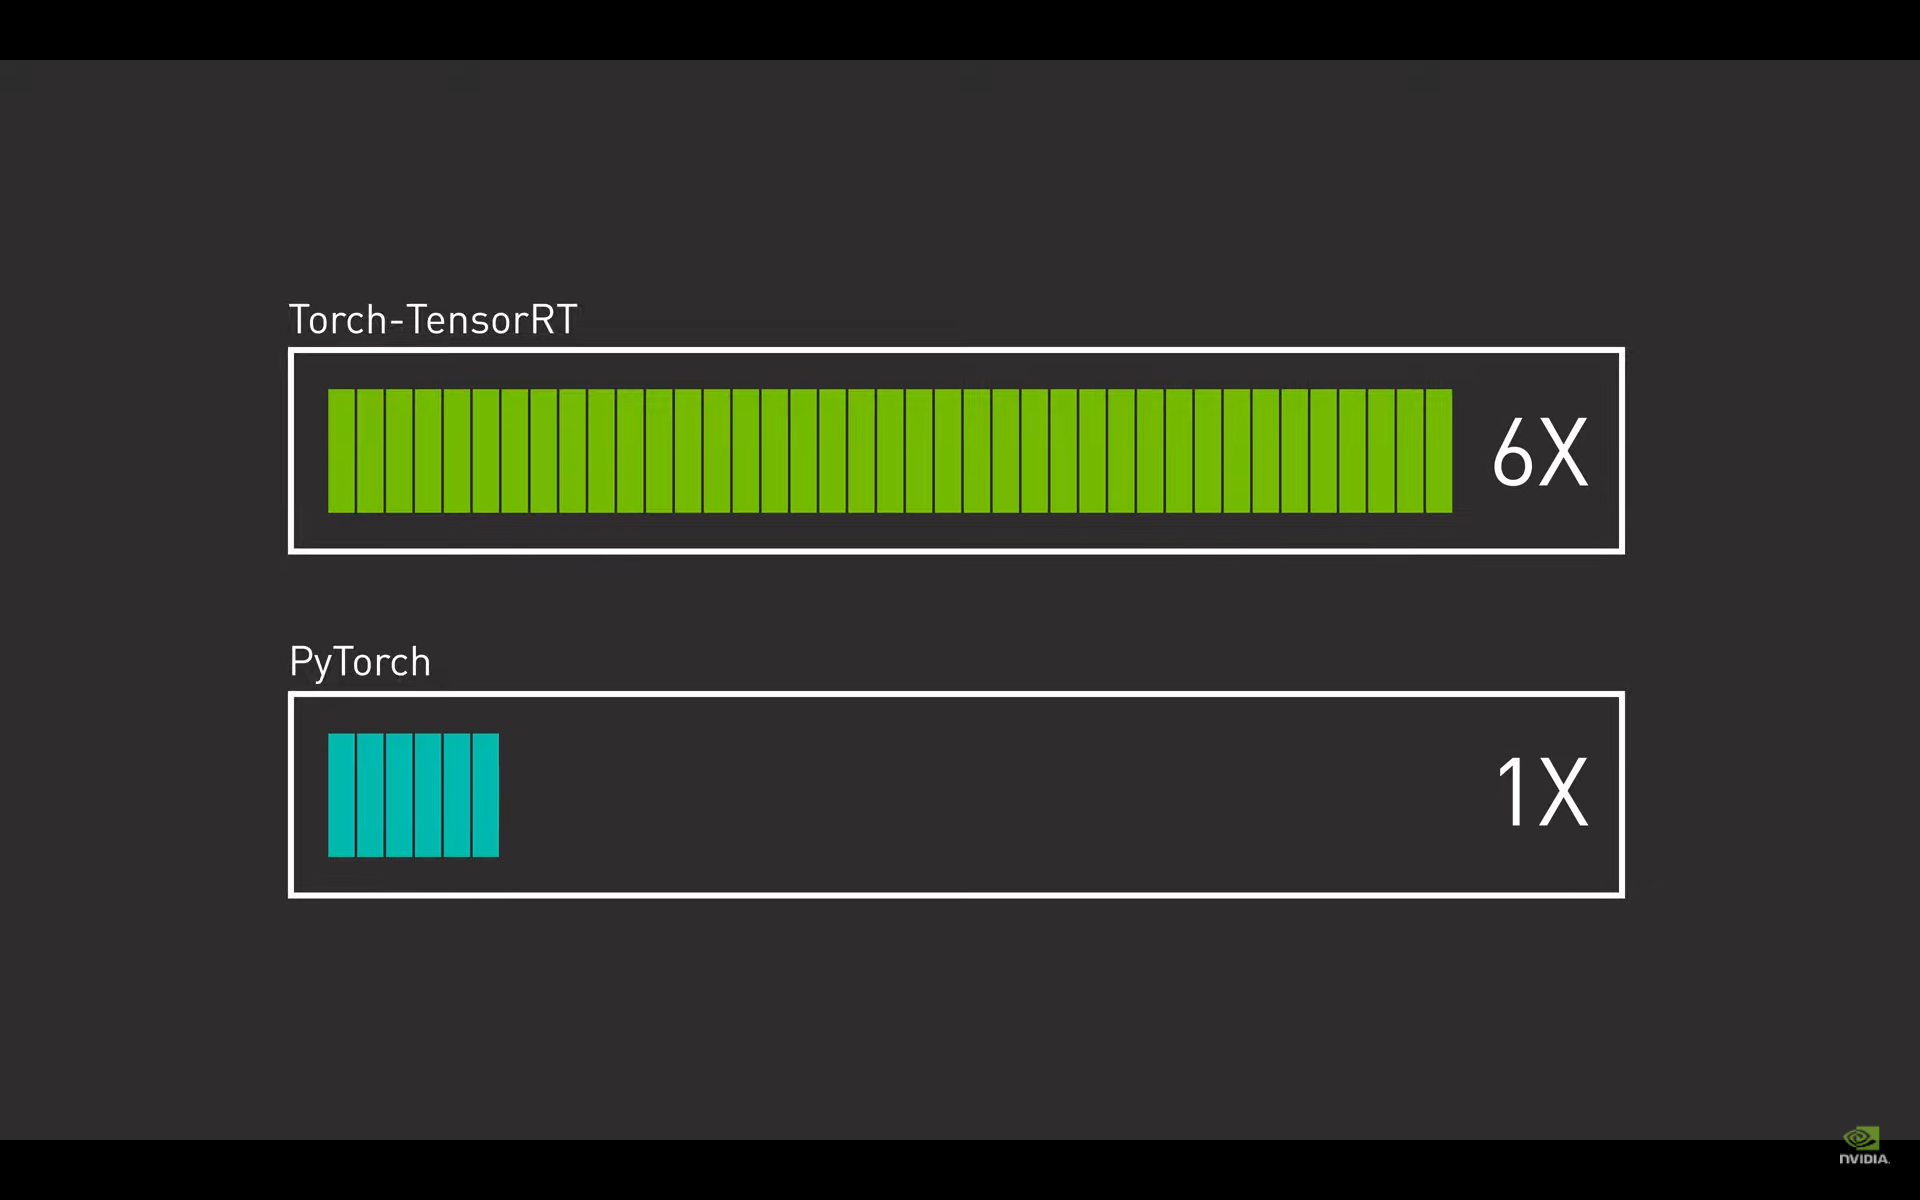 Torch-TensorRT
6X
PyTorch
1X
NVIDIA.